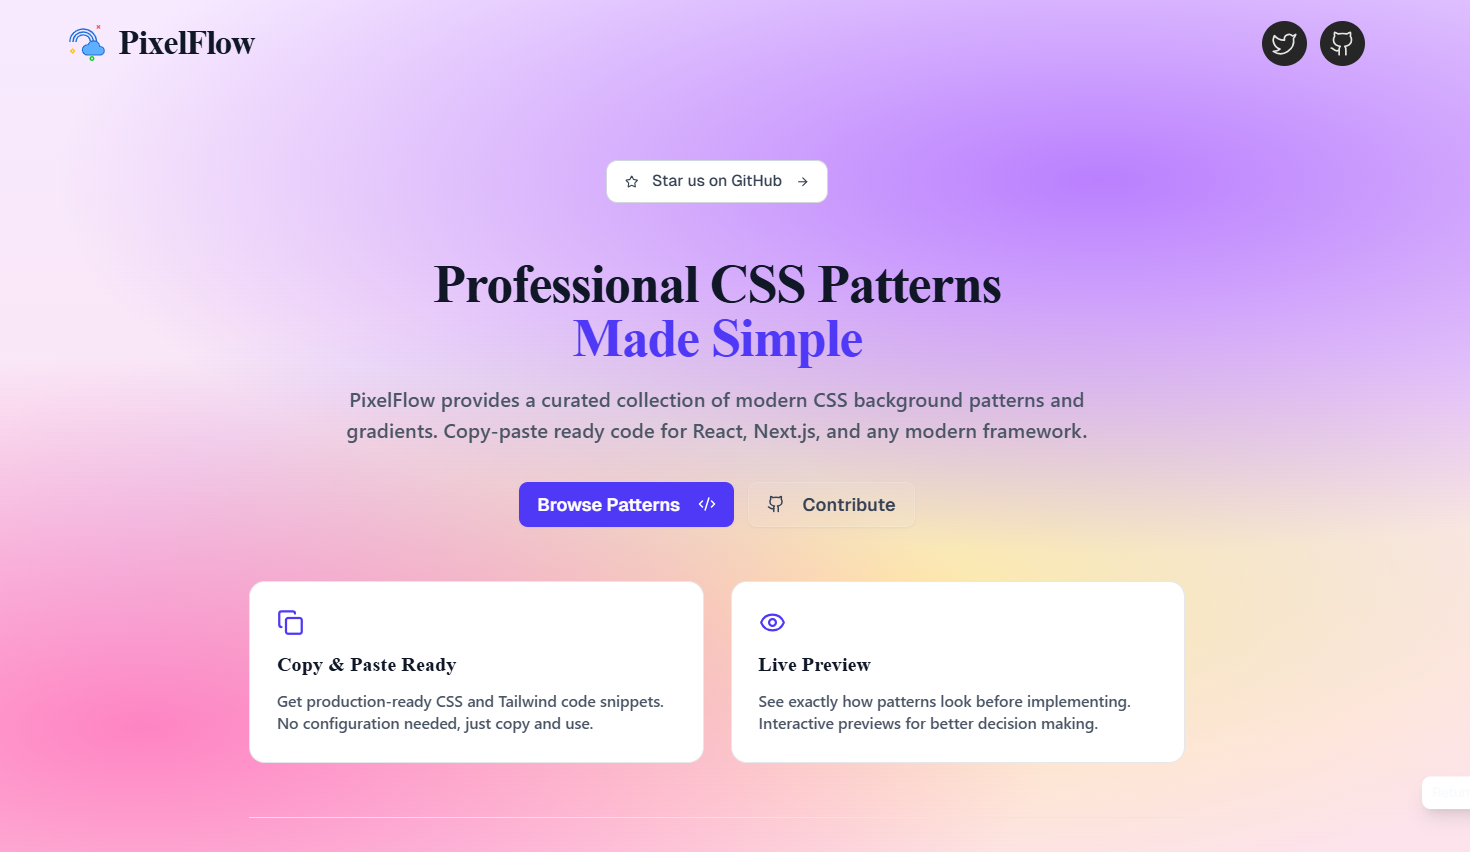 PixelFlow
Star us on GitHub
Professional CSS Patterns
Made Simple
PixelFlow provides a curated collection of modern CSS background patterns and
gradients. Copy-paste ready code for React, Next.js, and any modern framework.
Browse Patterns
Contribute
Copy & Paste Ready
Get production-ready CSS and Tailwind code snippets.
No configuration needed, just copy and use.
Live Preview
See exactly how patterns look before implementing.
Interactive previews for better decision making.